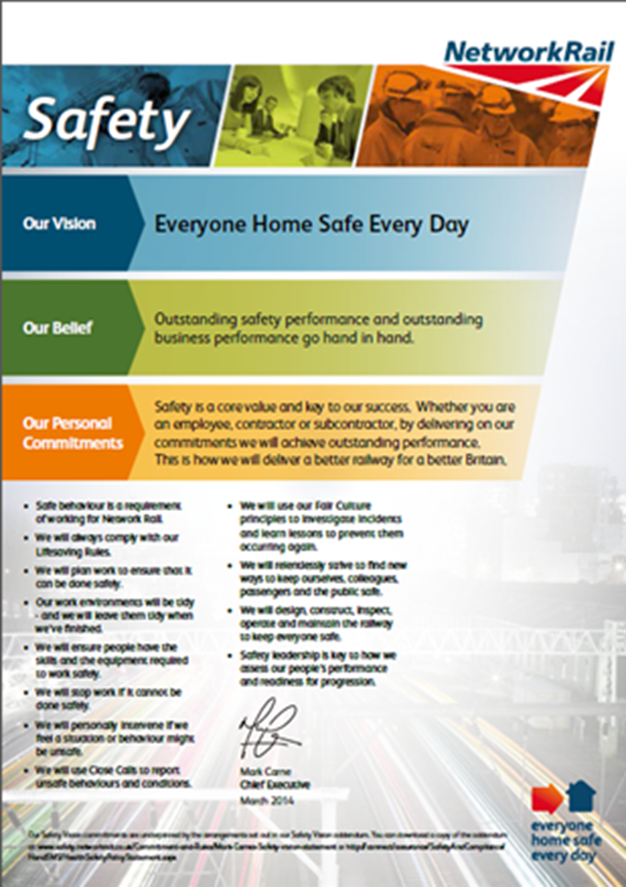 NetworkRail
Safety
Our Vision
Everyone Home Safe Every Day
Our Belief
Outstanding safety performance and outstanding
business performance go hand in hand.
Our Personal
Commitments
Safety is a core value and key to our success. Whether you are
an employee, contractor or subcontractor, by delivering on our
commitments we will achieve outstanding performance.
This is how we will deliver a better railway for a better Britain.
• Safe behaviour is a requirement
of working for Network Rail.
• We will always comply with our
Lifesaving Rules.
• We will plan work to ensure that it
can be done safely.
• Our work environments will be tidy
- and we will leave them tidy when
we've finished.
• We will ensure people have the
skills and the equipment required
to work safely.
• We will stop work if it cannot be
done safely.
• We will personally intervene if we
feel a situation or behaviour might
be unsafe.
• We will use Close Calls to report
unsafe behaviours and conditions.
• We will use our Fair Culture
principles to investigate incidents
and learn lessons to prevent them
occurring again.
• We will relentlessly strive to find new
ways to keep ourselves, colleagues,
passengers and the public safe.
• We will design, construct, inspect,
operate and maintain the railway
to keep everyone safe.
• Safety leadership is key to how we
assess our people's performance
and readiness for progression.
Mark Carne
Chief Executive
March 2014
Our Safety Vision commitments are underpinned by the arrangements set out in our Safety Vision addendum. You can download a copy of the addendum
everyone
home safe
every day